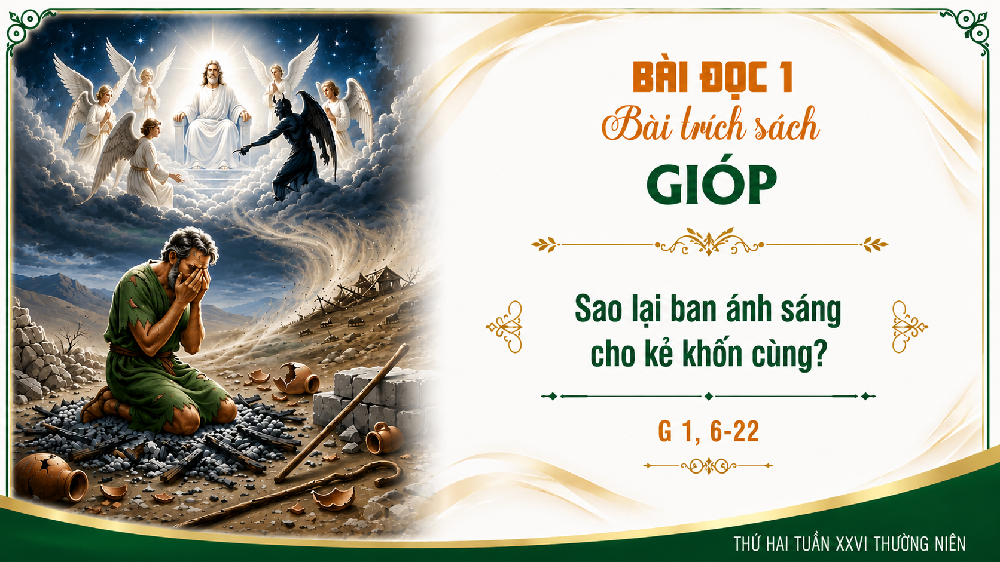 BÀI ĐỌC 1
Bài trích sách
GIÓP
Sao lại ban ánh sáng
cho kẻ khốn cùng?
G 1, 6-22
THỨ HAI TUẦN XXVI THƯỜNG NIÊN